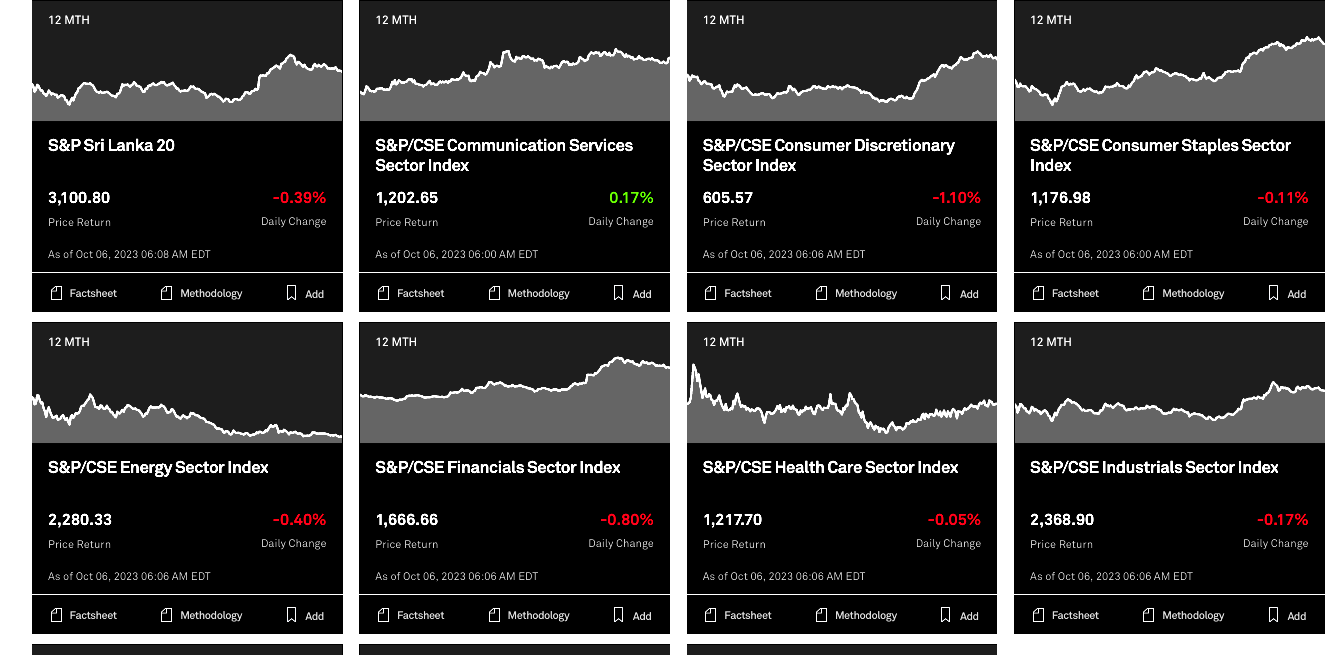 12 MTH
S&P Sri Lanka 20
3,100.80 -0.39%
Price Return Daily Change
As of Oct 06, 2023 06:08 AM EDT
Factsheet Methodology Add
12 MTH
S&P/CSE Communication Services
Sector Index
1,202.65 0.17%
Price Return Daily Change
As of Oct 06, 2023 06:00 AM EDT
Factsheet Methodology Add
12 MTH
S&P/CSE Consumer Discretionary
Sector Index
605.57 -1.10%
Price Return Daily Change
As of Oct 06, 2023 06:06 AM EDT
Factsheet Methodology Add
12 MTH
S&P/CSE Consumer Staples Sector
Index
1,176.98 -0.11%
Price Return Daily Change
As of Oct 06, 2023 06:00 AM EDT
Factsheet Methodology Add
12 MTH
S&P/CSE Energy Sector Index
2,280.33 -0.40%
Price Return Daily Change
As of Oct 06, 2023 06:06 AM EDT
Factsheet Methodology Add
12 MTH
S&P/CSE Financials Sector Index
1,666.66 -0.80%
Price Return Daily Change
As of Oct 06, 2023 06:06 AM EDT
Factsheet Methodology Add
12 MTH
S&P/CSE Health Care Sector Index
1,217.70 -0.05%
Price Return Daily Change
As of Oct 06, 2023 06:06 AM EDT
Factsheet Methodology Add
12 MTH
S&P/CSE Industrials Sector Index
2,368.90 -0.17%
Price Return Daily Change
As of Oct 06, 2023 06:06 AM EDT
Factsheet Methodology Add